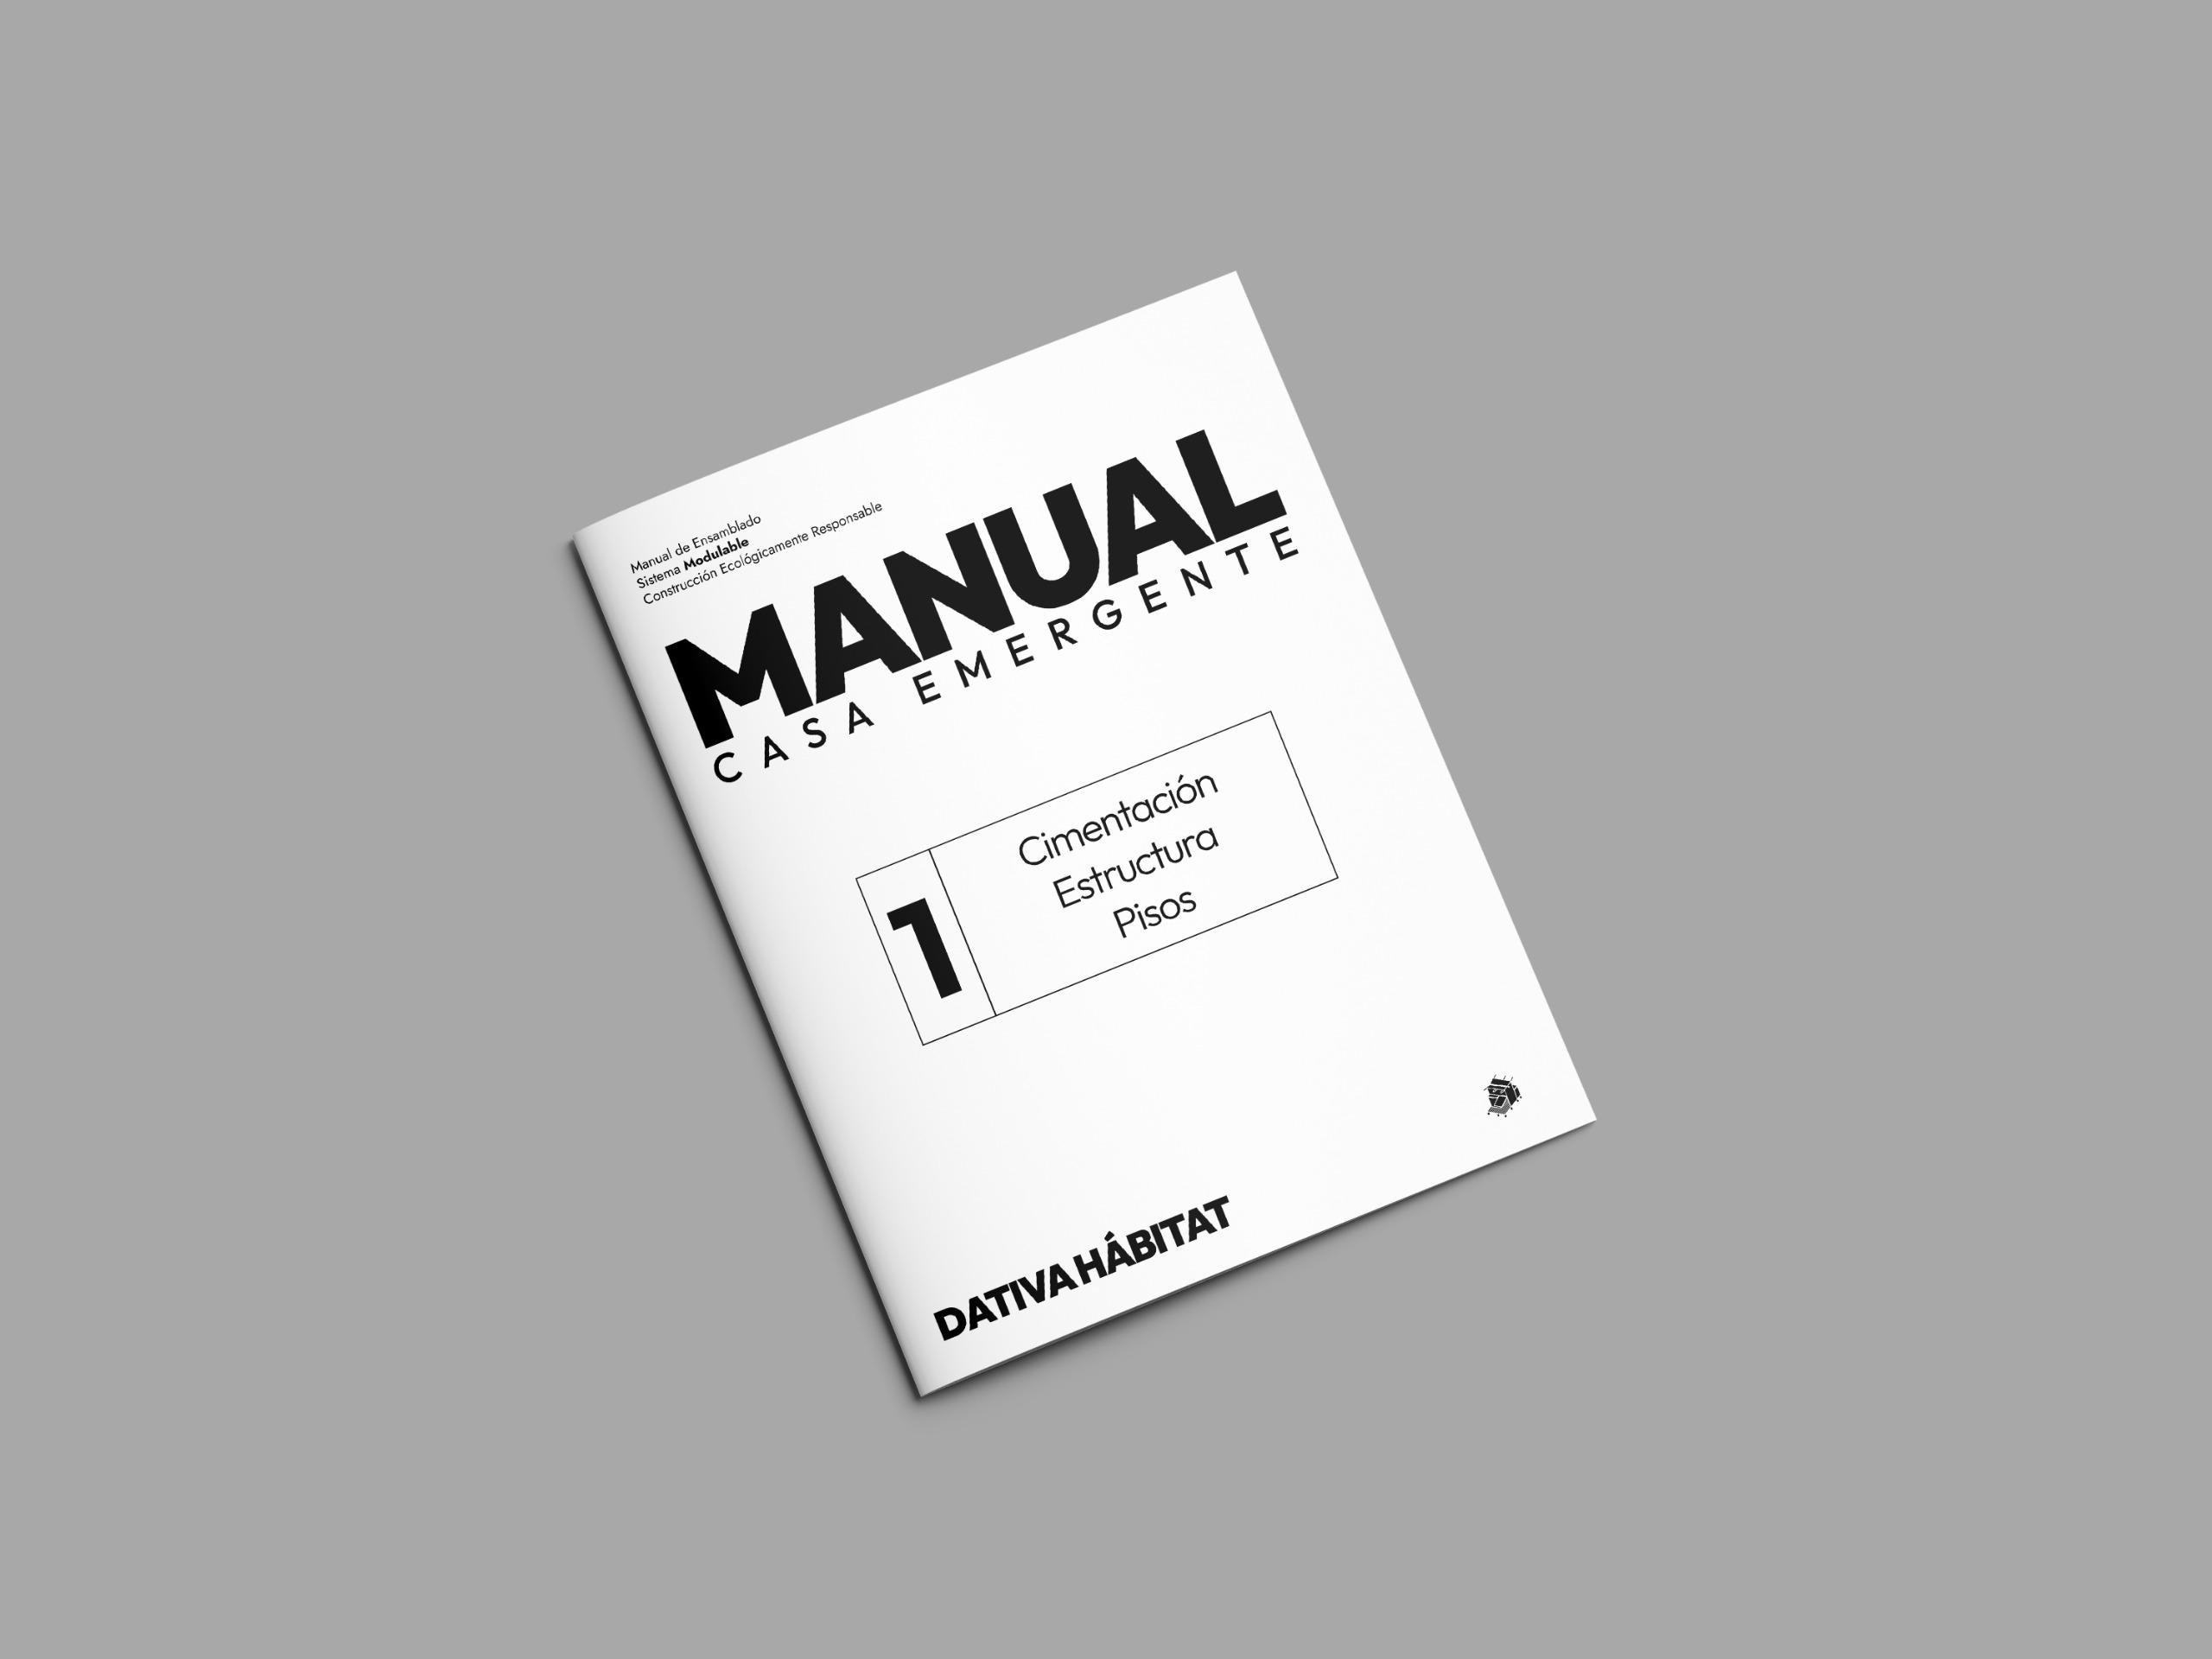 Manual de Ensamblado
Sistema Modulable
Construcción Ecológicamente Responsable
MANUAL
CASA EMERGENTE
1
Cimentación
Estructura
Pisos
DATIVA HÁBITAT